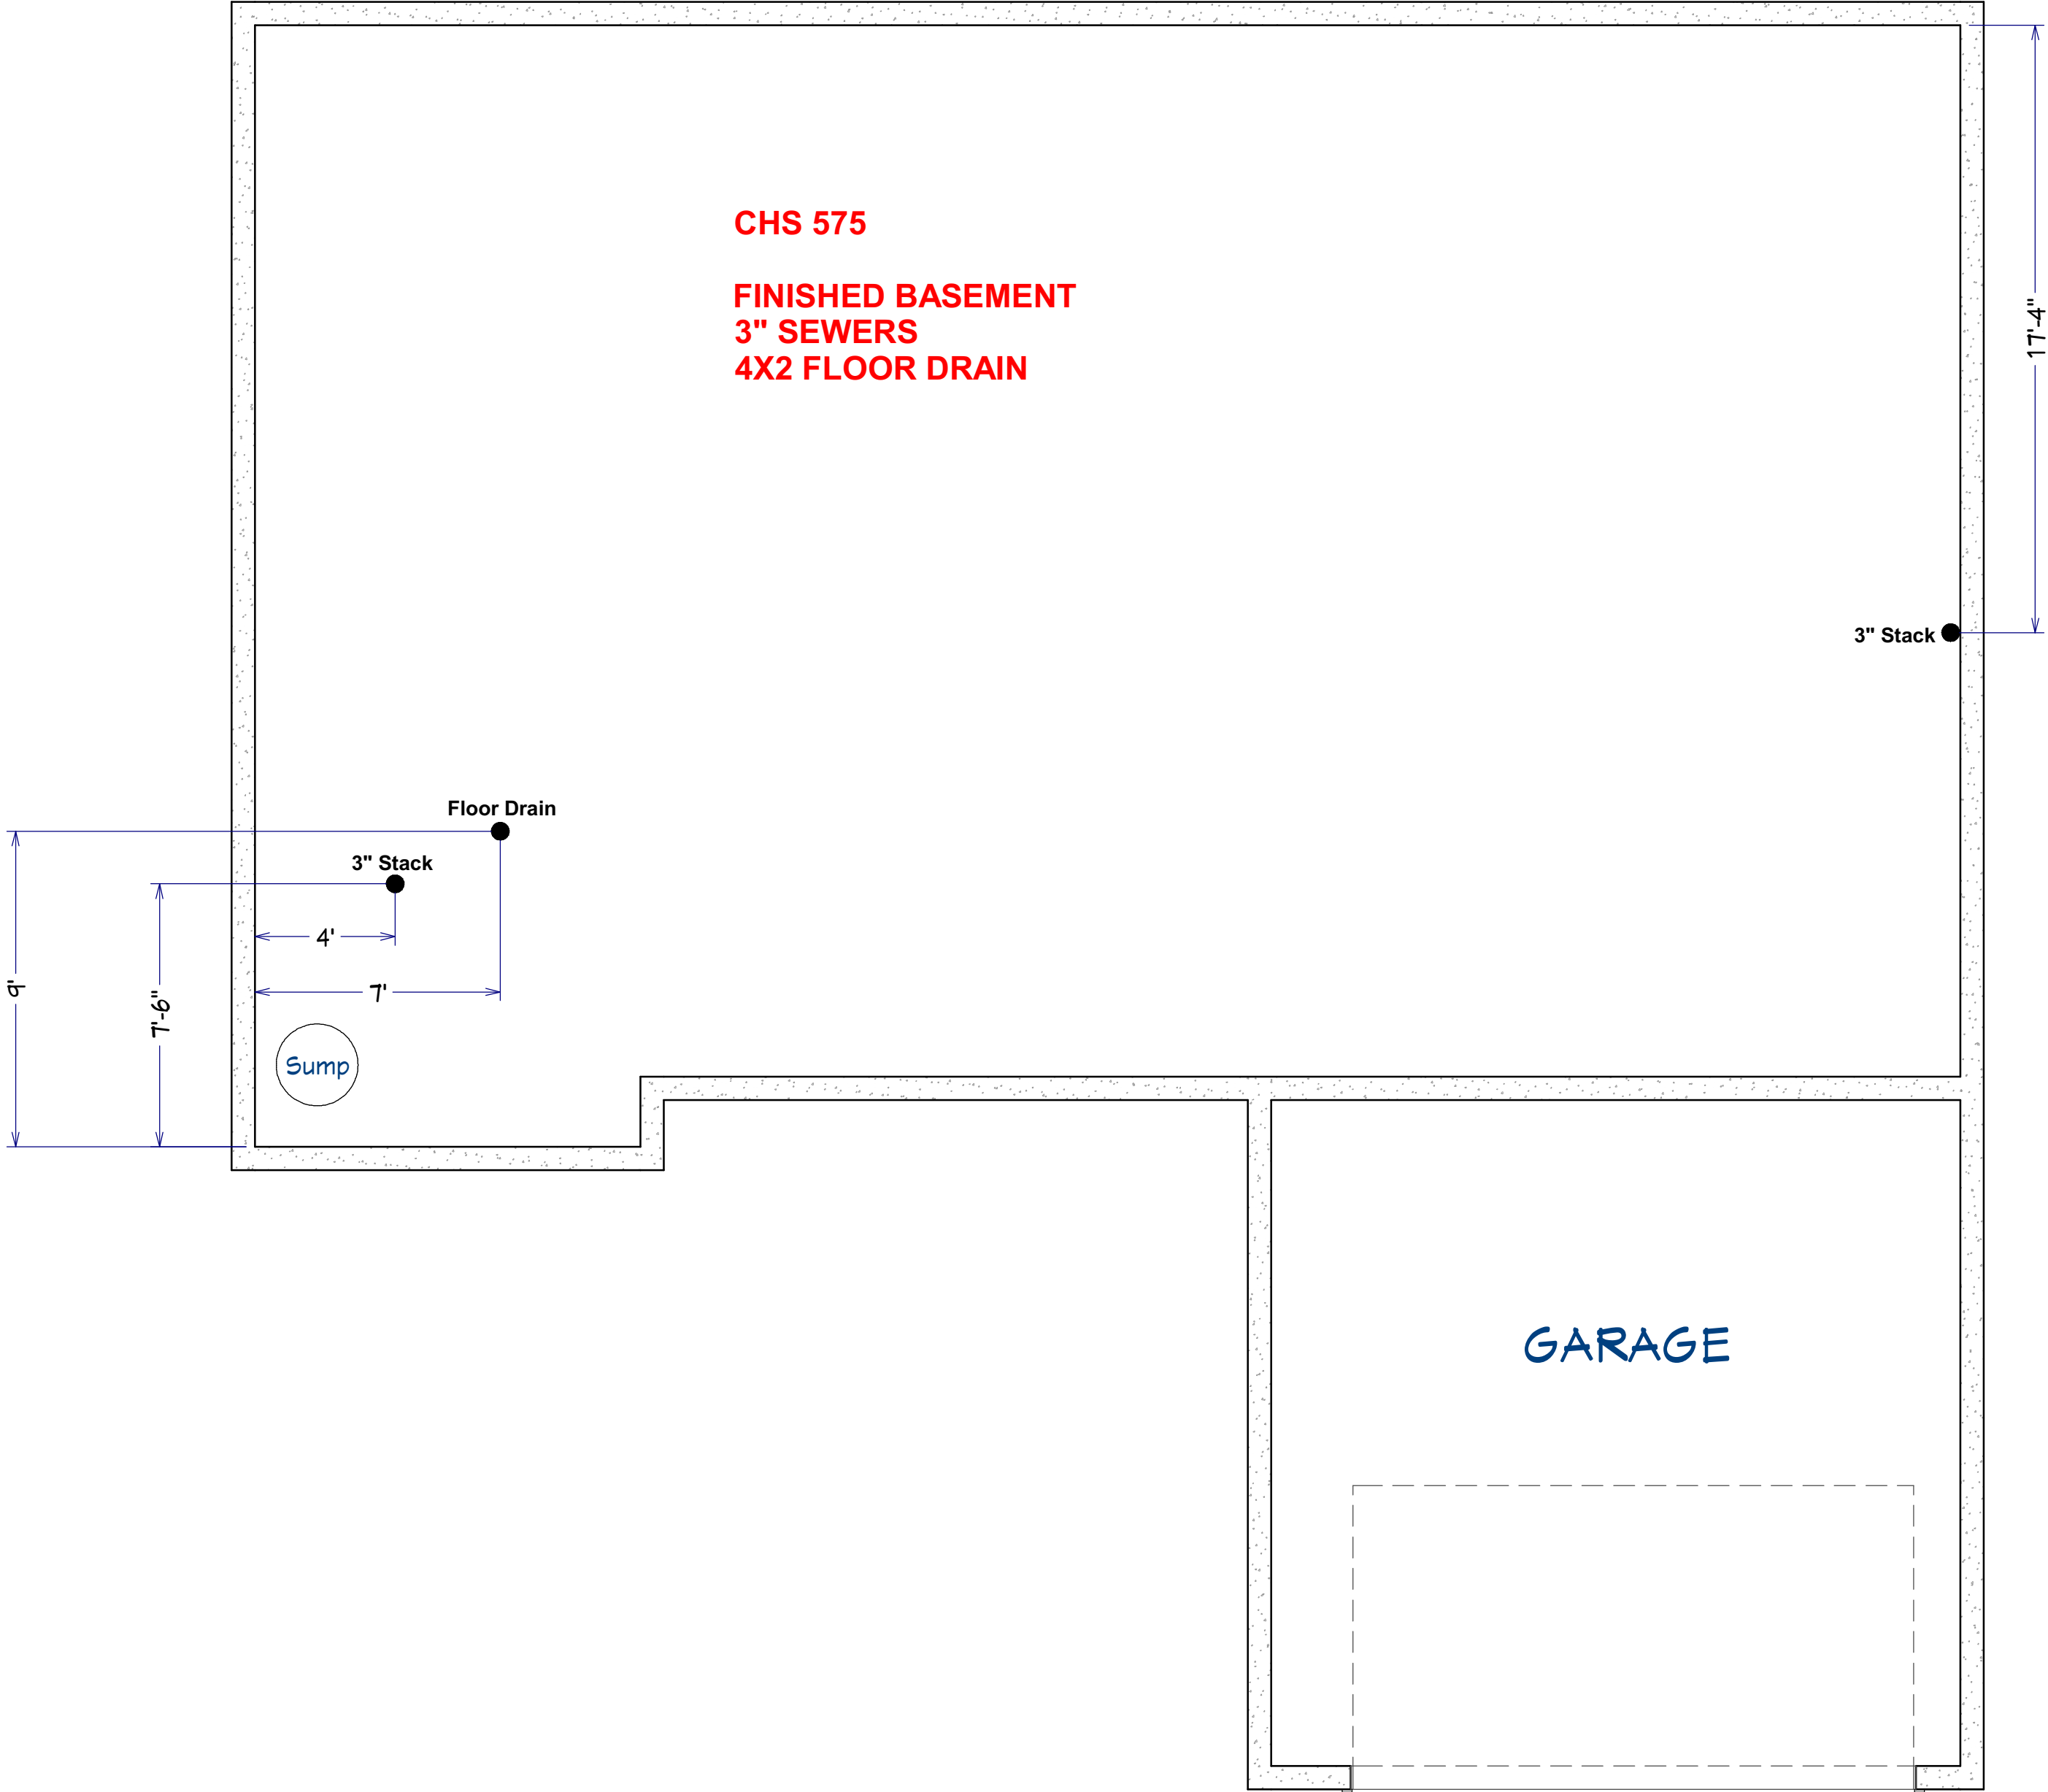 CHS 575
FINISHED BASEMENT
3" SEWERS
4X2 FLOOR DRAIN
17'-4"
3" Stack
Floor Drain
3" Stack
4'
7'
9'
7'-6"
Sump
GARAGE